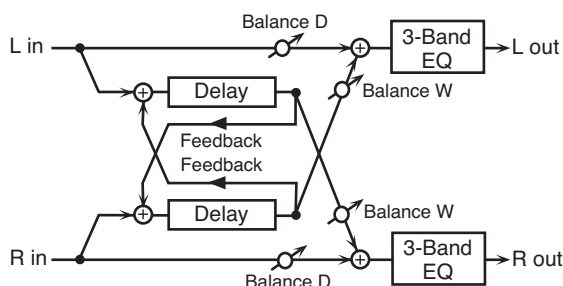 Balance D
L in
3-Band
EQ
L out
Delay
Balance W
Feedback
Feedback
Delay
Balance W
R in
3-Band
EQ
R out
Balance D